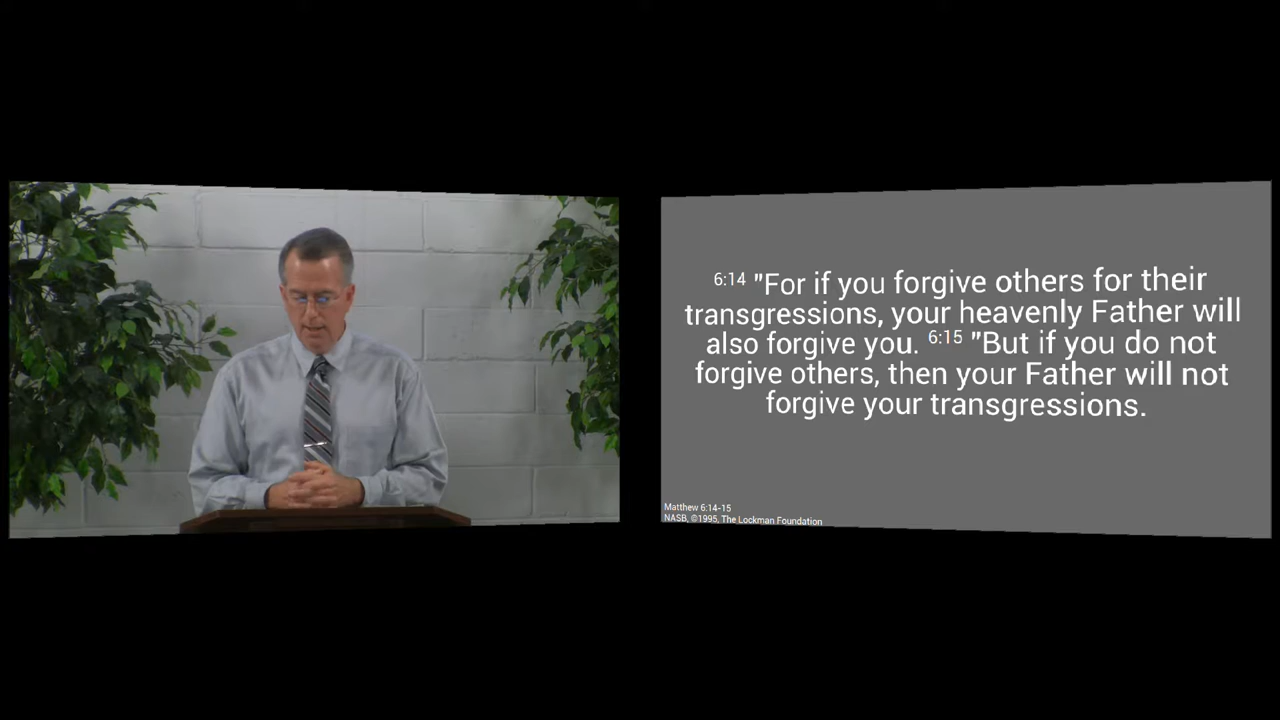 6:14 "For if you forgive others for their
transgressions, your heavenly Father will
also forgive you. 6:15 "But if you do not
forgive others, then your Father will not
forgive your transgressions.
Matthew 6:14-15
NASB, ©1995, The Lockman Foundation